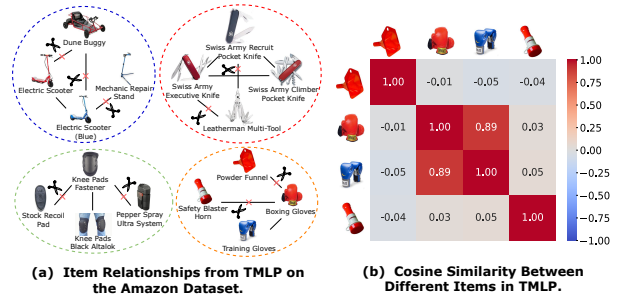 Dune Buggy
Electric Scooter
Mechanic Repair
Stand
Electric Scooter
(Blue)
Swiss Army Recruit
Pocket Knife
Swiss Army
Executive Knife
Swiss Army Climber
Pocket Knife
Leatherman Multi-Tool
Knee Pads
Fastener
Stock Recoil
Pad
Pepper Spray
Ultra System
Knee Pads
Black Altalok
Powder Funnel
Safety Blaster
Horn
Boxing Gloves
Training Gloves
(a) Item Relationships from TMLP on
the Amazon Dataset.
1.00 -0.01 -0.05 -0.04
-0.01 1.00 0.89 0.03
-0.05 0.89 1.00 0.05
-0.04 0.03 0.05 1.00
1.00
0.75
0.50
0.25
0.00
−0.25
−0.50
−0.75
−1.00
(b) Cosine Similarity Between
Different Items in TMLP.